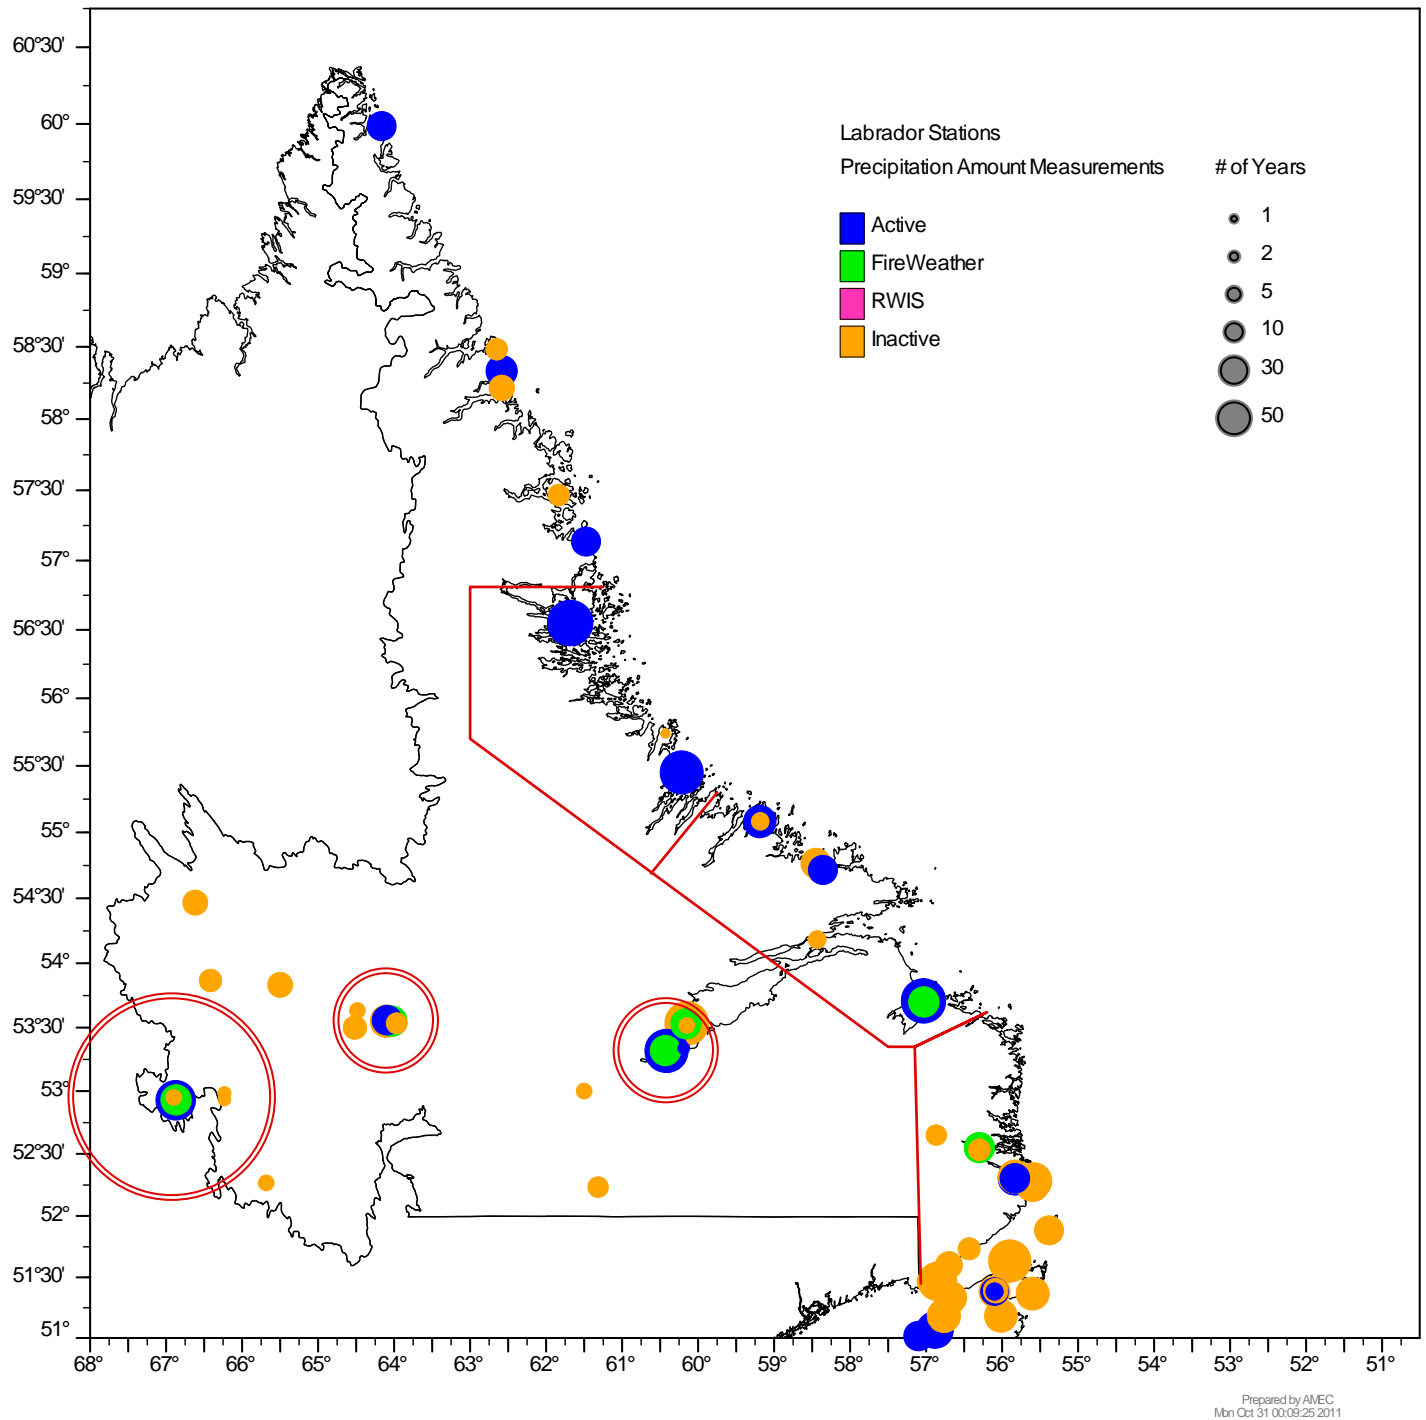 60°30'
60°
59°30'
59°
58°30'
58°
57°30'
57°
56°30'
56°
55°30'
55°
54°30'
54°
53°30'
53°
52°30'
52°
51°30'
51°
Labrador Stations
Precipitation Amount Measurements
Active
FireWeather
RWIS
Inactive
# of Years
1
2
5
10
30
50
68° 67° 66° 65° 64° 63° 62° 61° 60° 59° 58° 57° 56° 55° 54° 53° 52° 51°
Prepared by AMEC
Mon Oct 31 00:09:25 2011